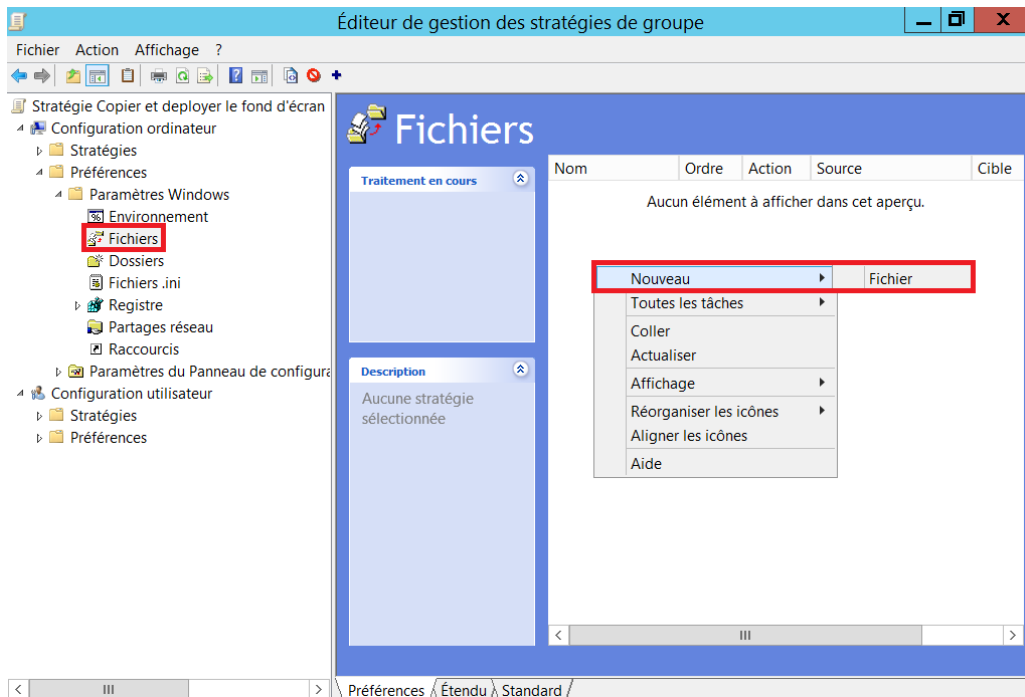 Éditeur de gestion des stratégies de groupe
Fichier Action Affichage ?
Stratégie Copier et deployer le fond d'écran
Configuration ordinateur
Stratégies
Préférences
Paramètres Windows
Environnement
Fichiers
Dossiers
Fichiers .ini
Registre
Partages réseau
Raccourcis
Paramètres du Panneau de configura
Configuration utilisateur
Stratégies
Préférences
Fichiers
Traitement en cours
Description
Aucune stratégie
sélectionnée
Nom Ordre Action Source Cible
Aucun élément à afficher dans cet aperçu.
Nouveau Fichier
Toutes les tâches
Coller
Actualiser
Affichage
Réorganiser les icônes
Aligner les icônes
Aide
Préférences Étendu Standard